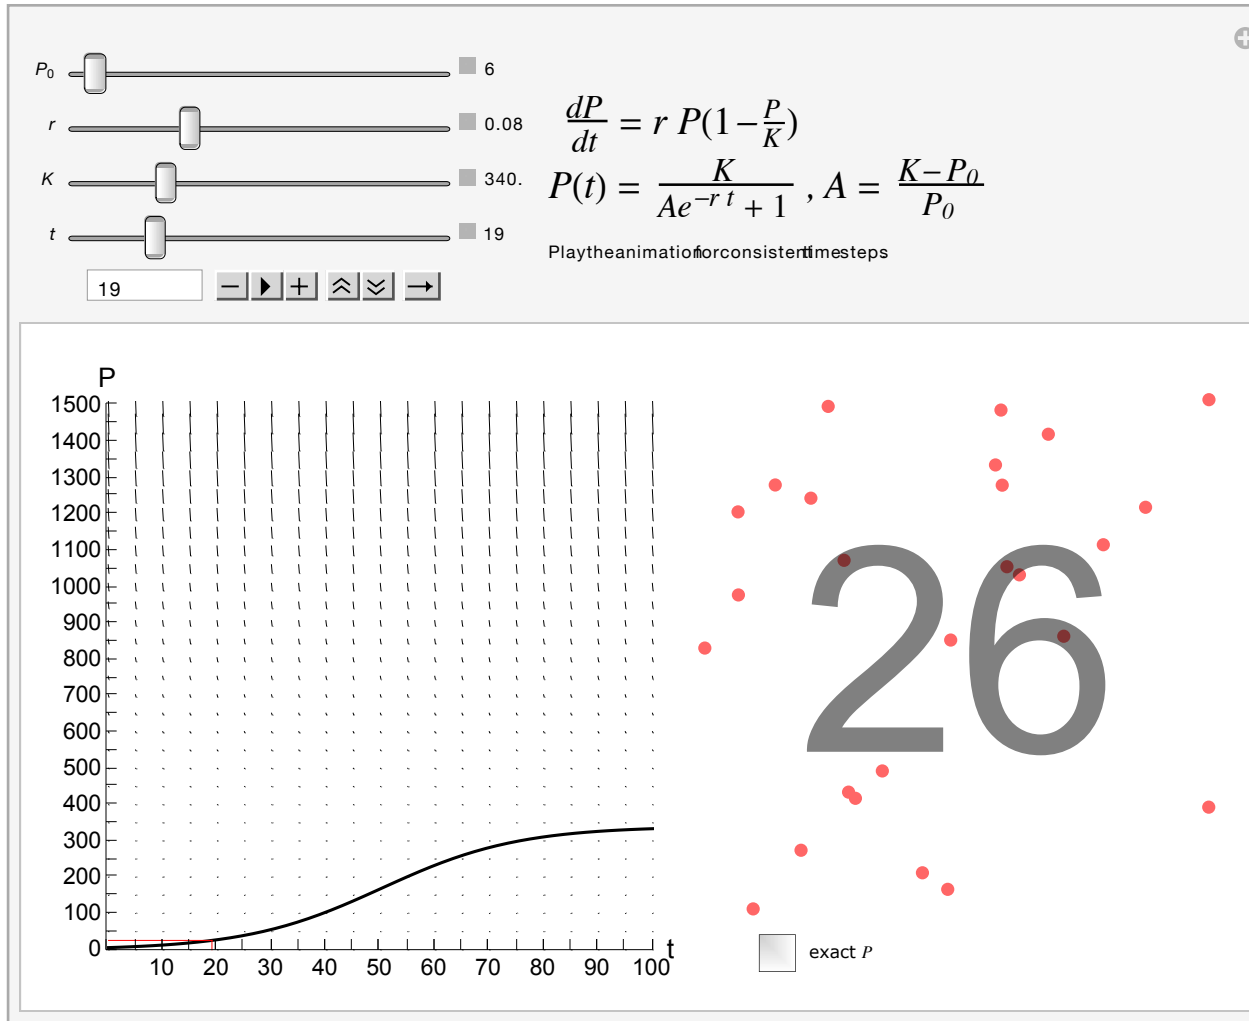 P0 6
r 0.08
K 340.
t 19
19
dP/dt = r P(1−P/K)
P(t) = K/(Ae^−r t + 1) , A = (K−P0)/P0
Playtheanimationforconsistenttimesteps
P
1500
1400
1300
1200
1100
1000
900
800
700
600
500
400
300
200
100
0
10 20 30 40 50 60 70 80 90 100
t
26
exact P